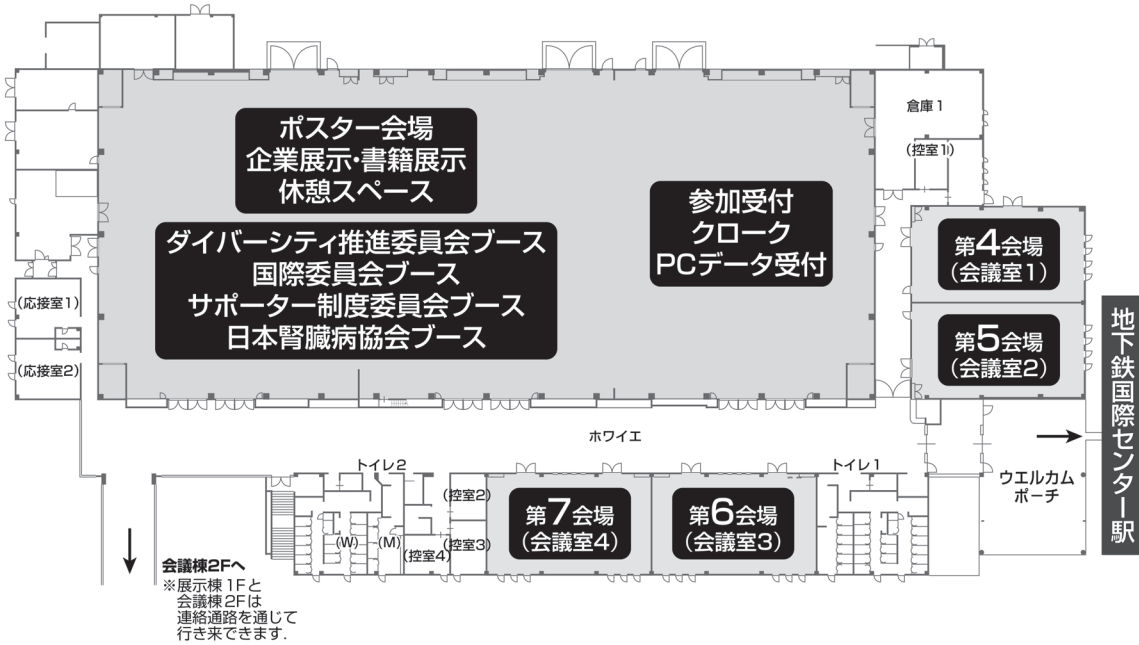 倉庫1
(控室1)
ポスター会場
企業展示・書籍展示
休憩スペース
参加受付
クローク
PCデータ受付
ダイバーシティ推進委員会ブース
国際委員会ブース
サポーター制度委員会ブース
日本腎臓病協会ブース
第4会場
(会議室1)
第5会場
(会議室2)
(応接室1)
(応接室2)
地下鉄国際センター駅
ホワイエ
トイレ2
トイレ1
ウエルカム
ポーチ
(控室2)
(控室3)
(控室4)
(W)
(M)
第7会場
(会議室4)
第6会場
(会議室3)
会議棟2Fへ
※展示棟1Fと
会議棟2Fは
連絡通路を通じて
行き来できます.